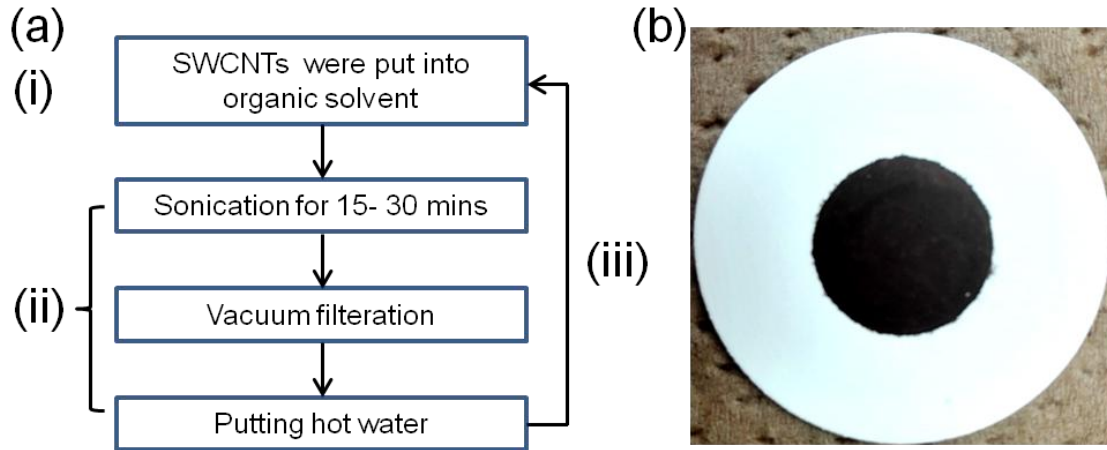 (a)
(i)
SWCNTs were put into
organic solvent
Sonication for 15- 30 mins
(ii)
Vacuum filteration
Putting hot water
(iii)
(b)